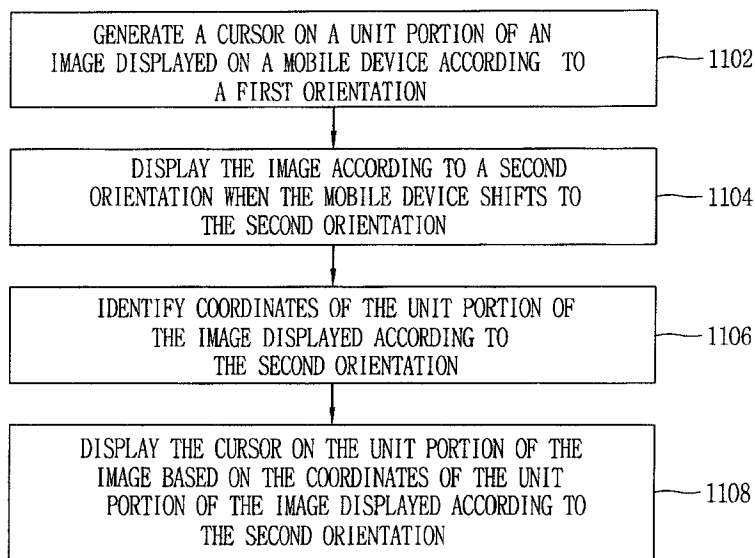 GENERATE A CURSOR ON A UNIT PORTION OF AN
IMAGE DISPLAYED ON A MOBILE DEVICE ACCORDING TO
A FIRST ORIENTATION
1102
DISPLAY THE IMAGE ACCORDING TO A SECOND
ORIENTATION WHEN THE MOBILE DEVICE SHIFTS TO
THE SECOND ORIENTATION
1104
IDENTIFY COORDINATES OF THE UNIT PORTION OF
THE IMAGE DISPLAYED ACCORDING TO
THE SECOND ORIENTATION
1106
DISPLAY THE CURSOR ON THE UNIT PORTION OF THE
IMAGE BASED ON THE COORDINATES OF THE UNIT
PORTION OF THE IMAGE DISPLAYED ACCORDING TO
THE SECOND ORIENTATION
1108